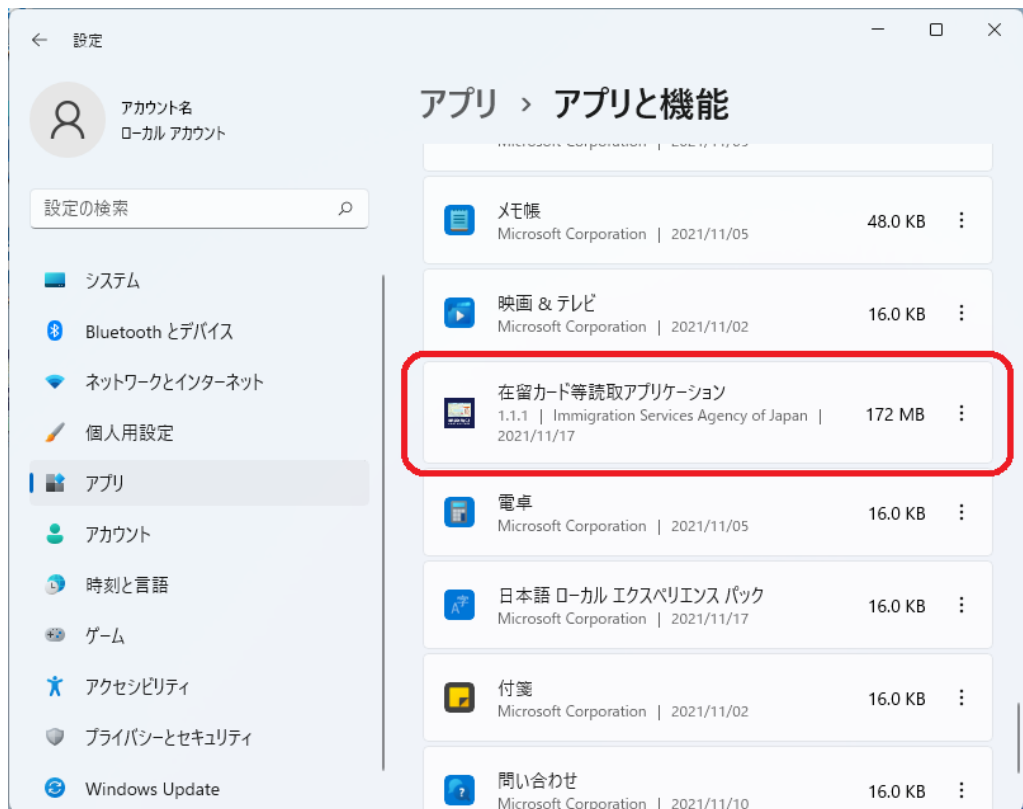 設定
アカウント名
ローカル アカウント
設定の検索
システム
Bluetooth とデバイス
ネットワークとインターネット
個人用設定
アプリ
アカウント
時刻と言語
ゲーム
アクセシビリティ
プライバシーとセキュリティ
Windows Update
アプリ › アプリと機能
メモ帳
Microsoft Corporation | 2021/11/05
48.0 KB
映画 & テレビ
Microsoft Corporation | 2021/11/02
16.0 KB
在留カード等読取アプリケーション
1.1.1 | Immigration Services Agency of Japan |
2021/11/17
172 MB
電卓
Microsoft Corporation | 2021/11/05
16.0 KB
日本語 ローカル エクスペリエンス パック
Microsoft Corporation | 2021/11/17
16.0 KB
付箋
Microsoft Corporation | 2021/11/02
16.0 KB
問い合わせ
Microsoft Corporation | 2021/11/10
16.0 KB